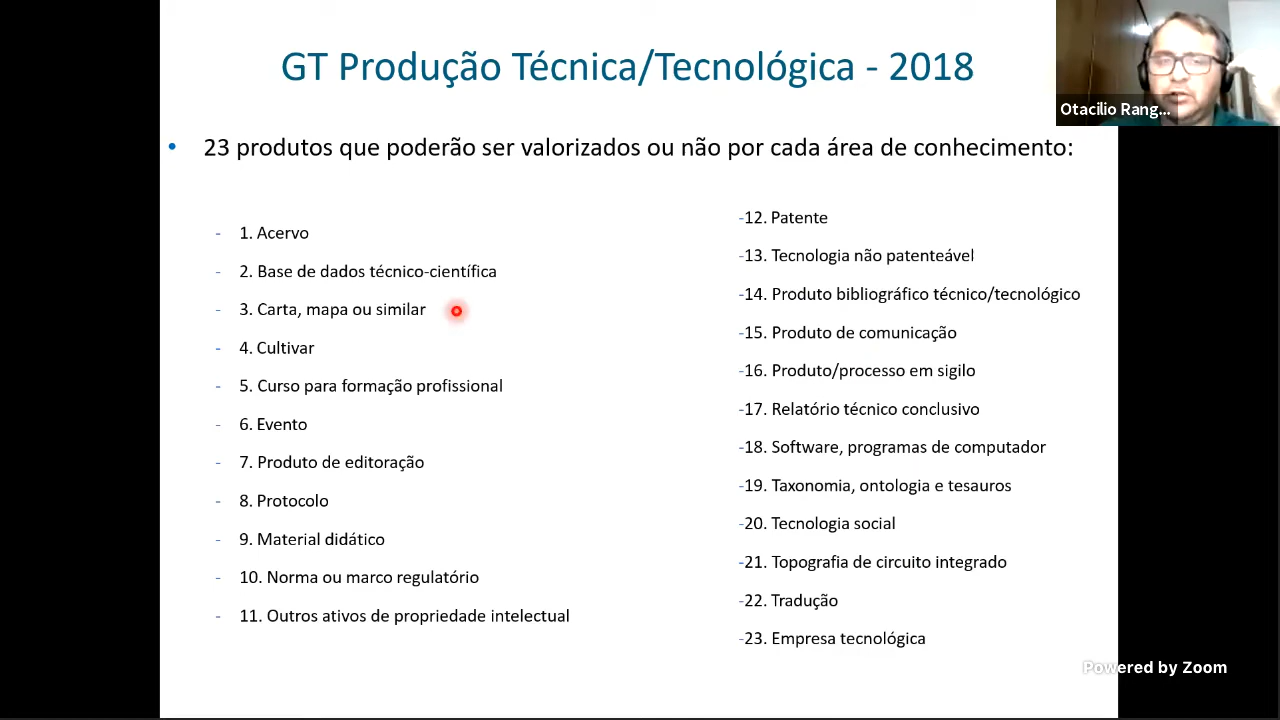 GT Produção Técnica/Tecnológica - 2018
Otacilio Rang...
• 23 produtos que poderão ser valorizados ou não por cada área de conhecimento:
- 1. Acervo
- 2. Base de dados técnico-científica
- 3. Carta, mapa ou similar
- 4. Cultivar
- 5. Curso para formação profissional
- 6. Evento
- 7. Produto de editoração
- 8. Protocolo
- 9. Material didático
- 10. Norma ou marco regulatório
- 11. Outros ativos de propriedade intelectual
-12. Patente
-13. Tecnologia não patenteável
-14. Produto bibliográfico técnico/tecnológico
-15. Produto de comunicação
-16. Produto/processo em sigilo
-17. Relatório técnico conclusivo
-18. Software, programas de computador
-19. Taxonomia, ontologia e tesauros
-20. Tecnologia social
-21. Topografia de circuito integrado
-22. Tradução
-23. Empresa tecnológica
Powered by Zoom